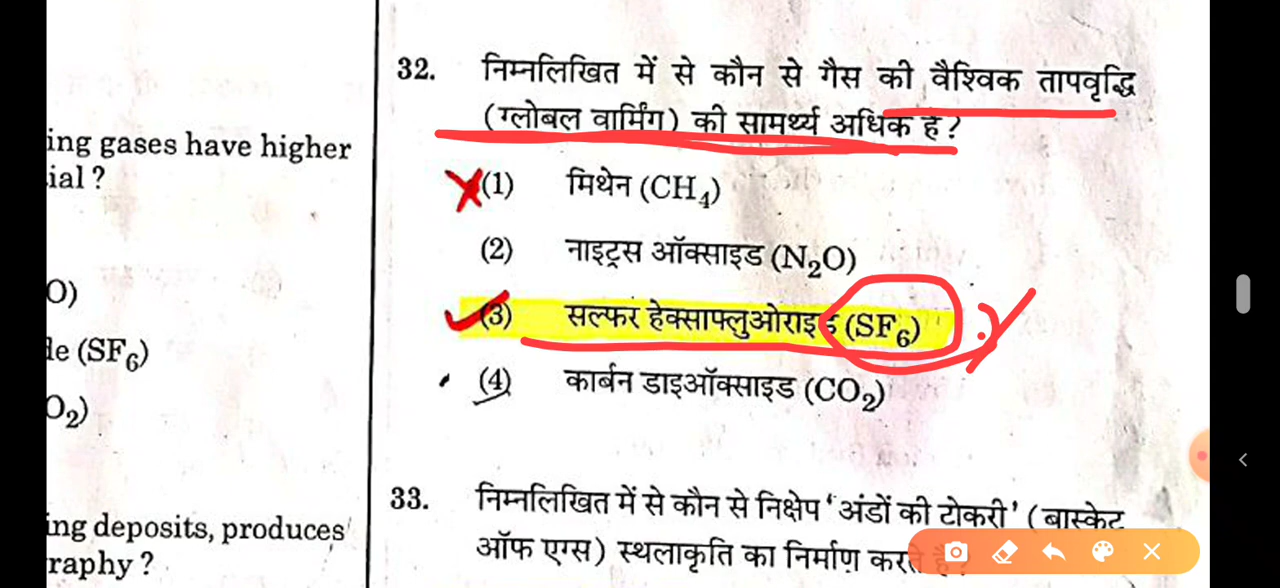 ing gases have higher
ial ?
O)
de (SF₆)
O₂)
ing deposits, produces
raphy ?
32. निम्नलिखित में से कौन से गैस की वैश्विक तापवृद्धि
(ग्लोबल वार्मिंग) की सामर्थ्य अधिक है ?
(1) मिथेन (CH₄)
(2) नाइट्रस ऑक्साइड (N₂O)
(3) सल्फर हेक्साफ्लुओराइड (SF₆)
(4) कार्बन डाइऑक्साइड (CO₂)
33. निम्नलिखित में से कौन से निक्षेप ‘अंडों की टोकरी’ (बास्केट
ऑफ एग्स) स्थलाकृति का निर्माण करते है ?